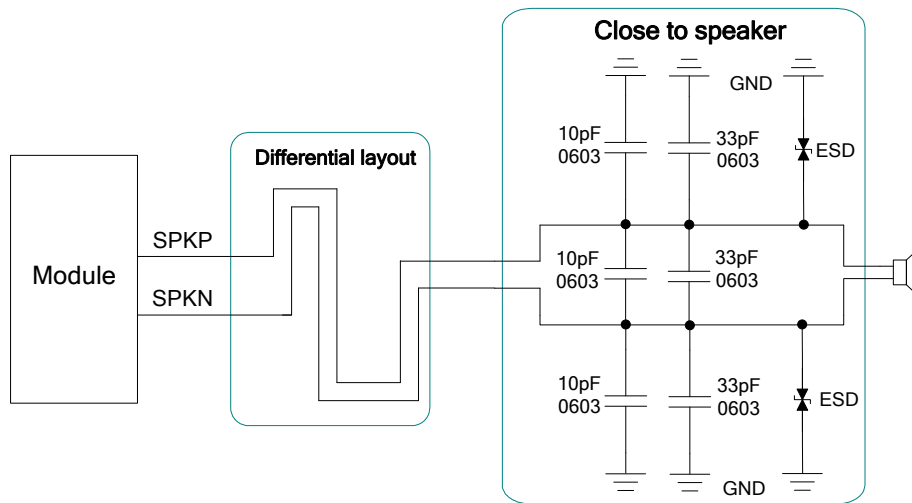 Close to speaker
GND
10pF
0603
33pF
0603
ESD
Differential layout
SPKP
Module
SPKN
10pF
0603
33pF
0603
10pF
0603
33pF
0603
ESD
GND